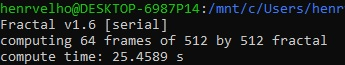 henrvelho@DESKTOP-6987P14:/mnt/c/Users/henr
Fractal v1.6 [serial]
computing 64 frames of 512 by 512 fractal
compute time: 25.4589 s